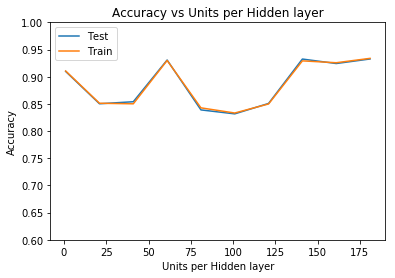 Accuracy vs Units per Hidden layer
Test
Train
1.00
0.95
0.90
0.85
0.80
0.75
0.70
0.65
0.60
Accuracy
0 25 50 75 100 125 150 175
Units per Hidden layer